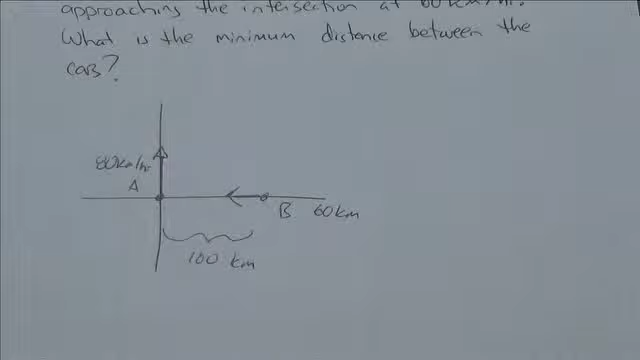 approaching the intersection at 60 km/hr.
What is the minimum distance between the
cars?
80km/hr
A
B 60km
100 km